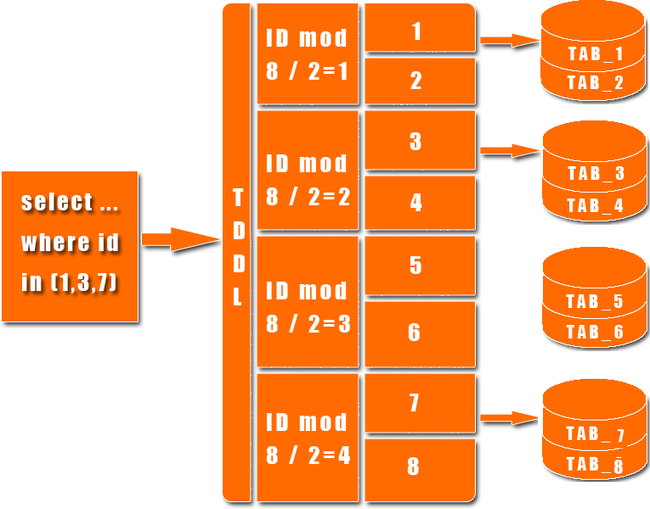 select ...
where id
in (1,3,7)
T
D
D
L
ID mod
8 / 2=1
1
2
ID mod
8 / 2=2
3
4
ID mod
8 / 2=3
5
6
ID mod
8 / 2=4
7
8
TAB_1
TAB_2
TAB_3
TAB_4
TAB_5
TAB_6
TAB_7
TAB_8